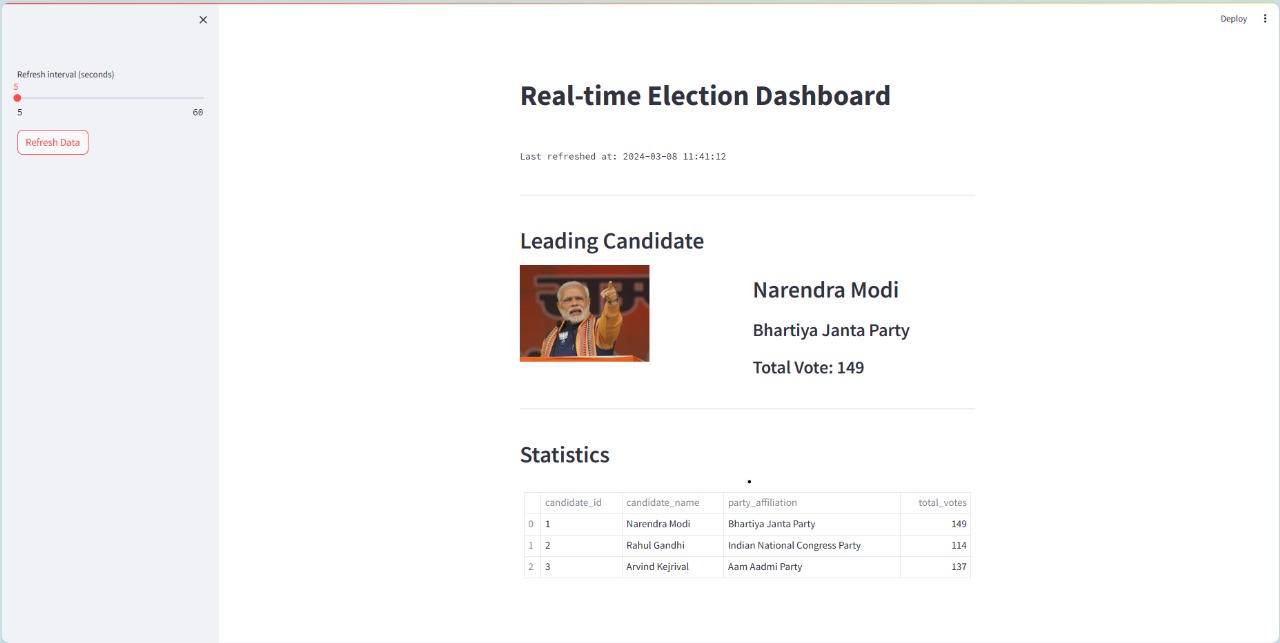 Deploy
Refresh interval (seconds)
5
5 60
Refresh Data
Real-time Election Dashboard
Last refreshed at: 2024-03-08 11:41:12
Leading Candidate
Narendra Modi
Bhartiya Janta Party
Total Vote: 149
Statistics
candidate_id candidate_name party_affiliation total_votes
0 1 Narendra Modi Bhartiya Janta Party 149
1 2 Rahul Gandhi Indian National Congress Party 114
2 3 Arvind Kejrival Aam Aadmi Party 137